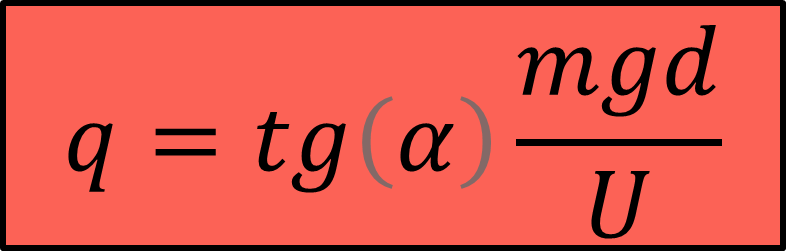 q = tg(α) mgd/U